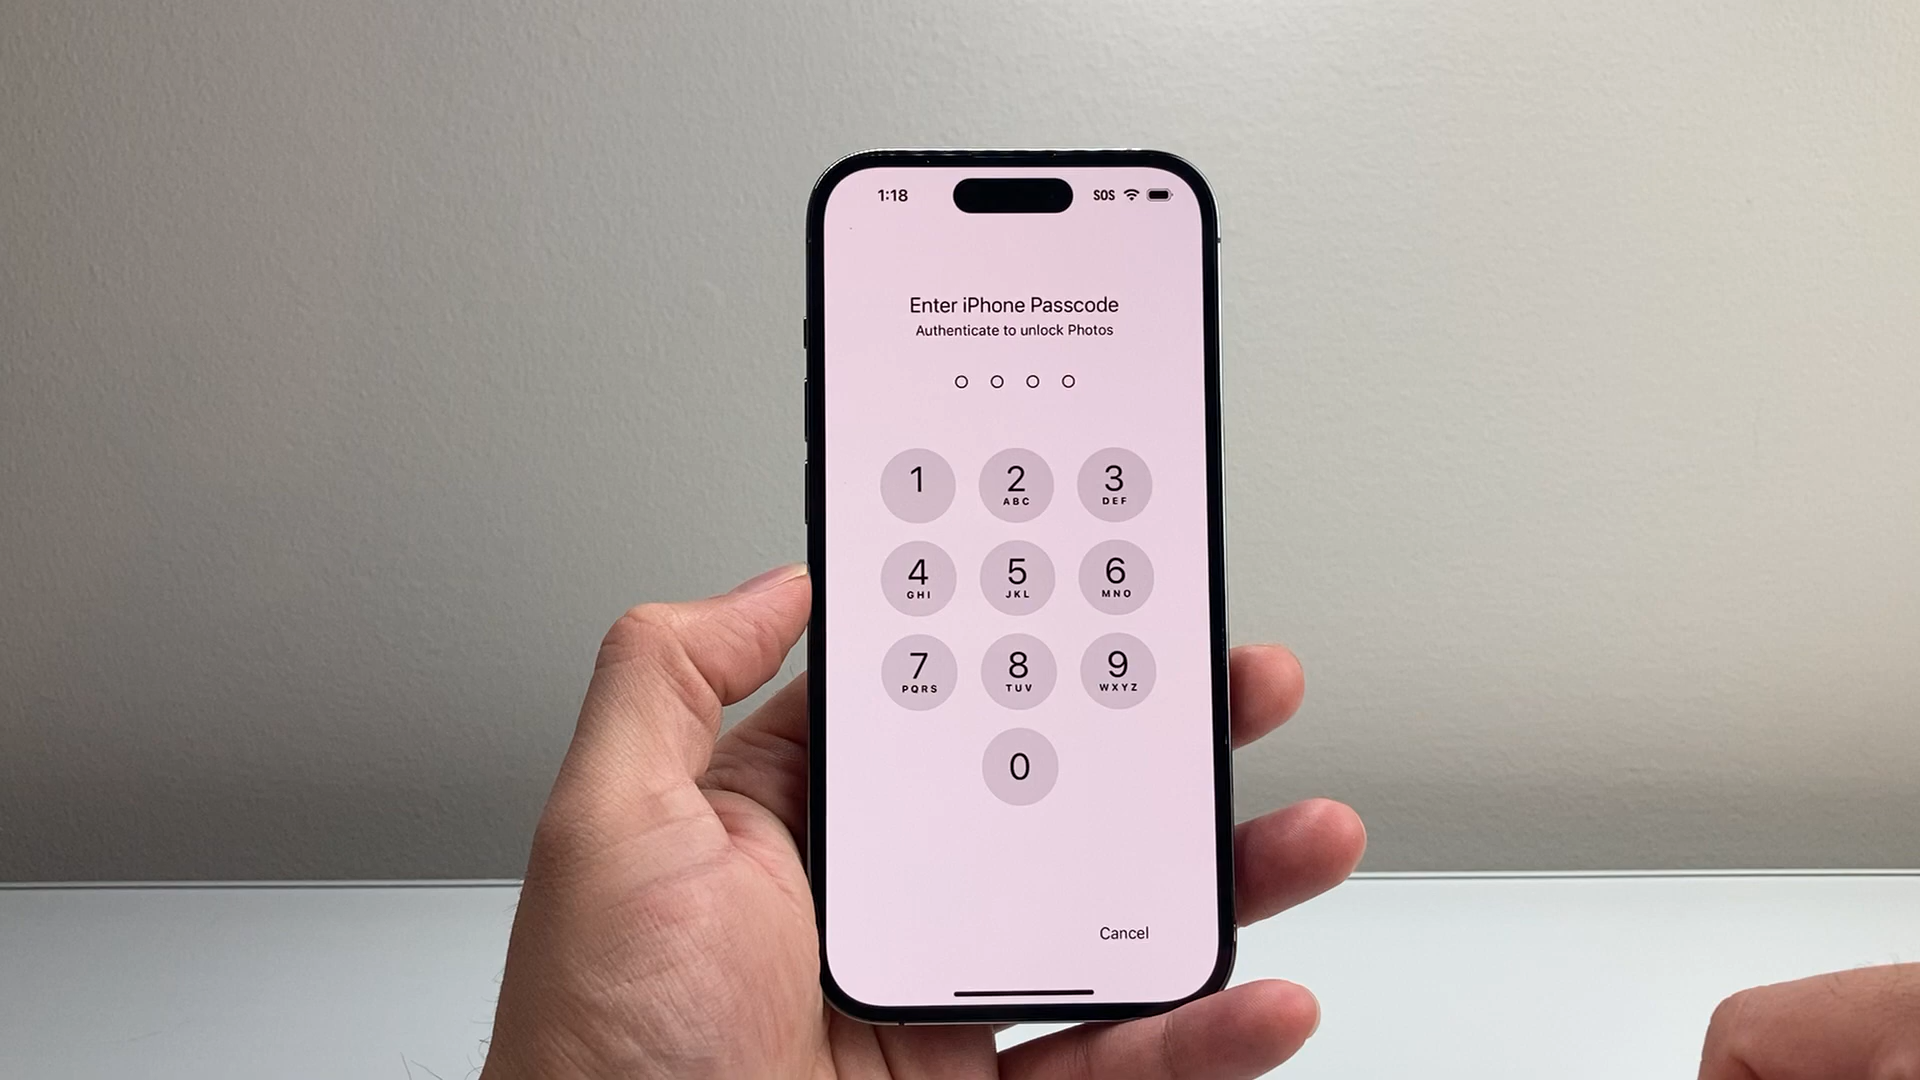 1:18 SOS
Enter iPhone Passcode
Authenticate to unlock Photos
1 2 3
ABC DEF
4 5 6
GHI JKL MNO
7 8 9
PQRS TUV WXYZ
0
Cancel